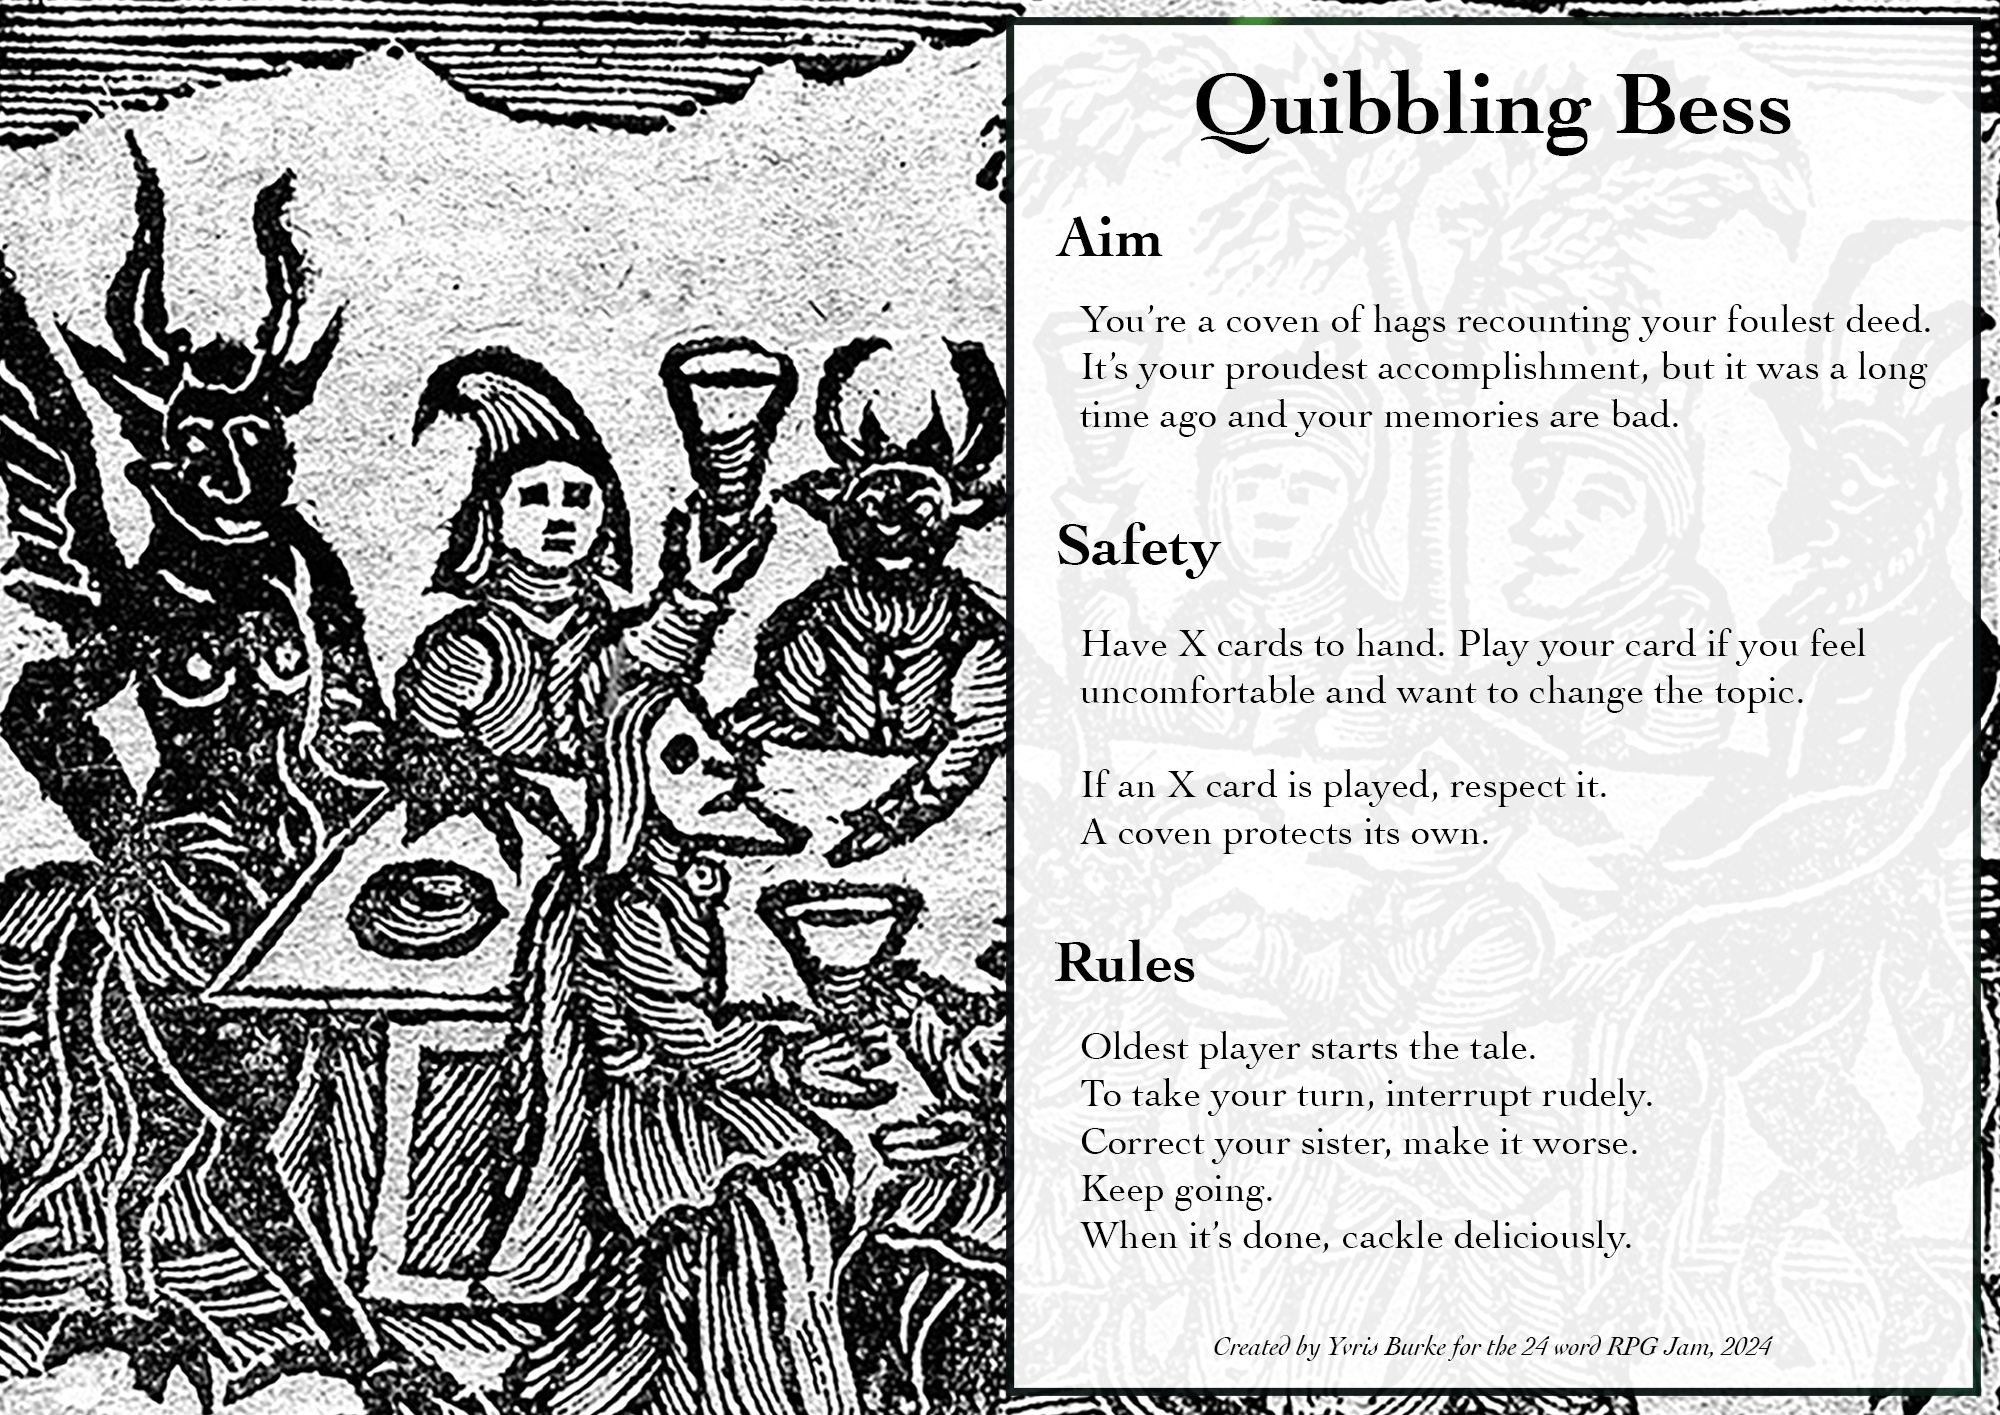 Quibbling Bess
Aim
You're a coven of hags recounting your foulest deed.
It's your proudest accomplishment, but it was a long
time ago and your memories are bad.
Safety
Have X cards to hand. Play your card if you feel
uncomfortable and want to change the topic.
If an X card is played, respect it.
A coven protects its own.
Rules
Oldest player starts the tale.
To take your turn, interrupt rudely.
Correct your sister, make it worse.
Keep going.
When it's done, cackle deliciously.
Created by Yvris Burke for the 24 word RPG Jam, 2024